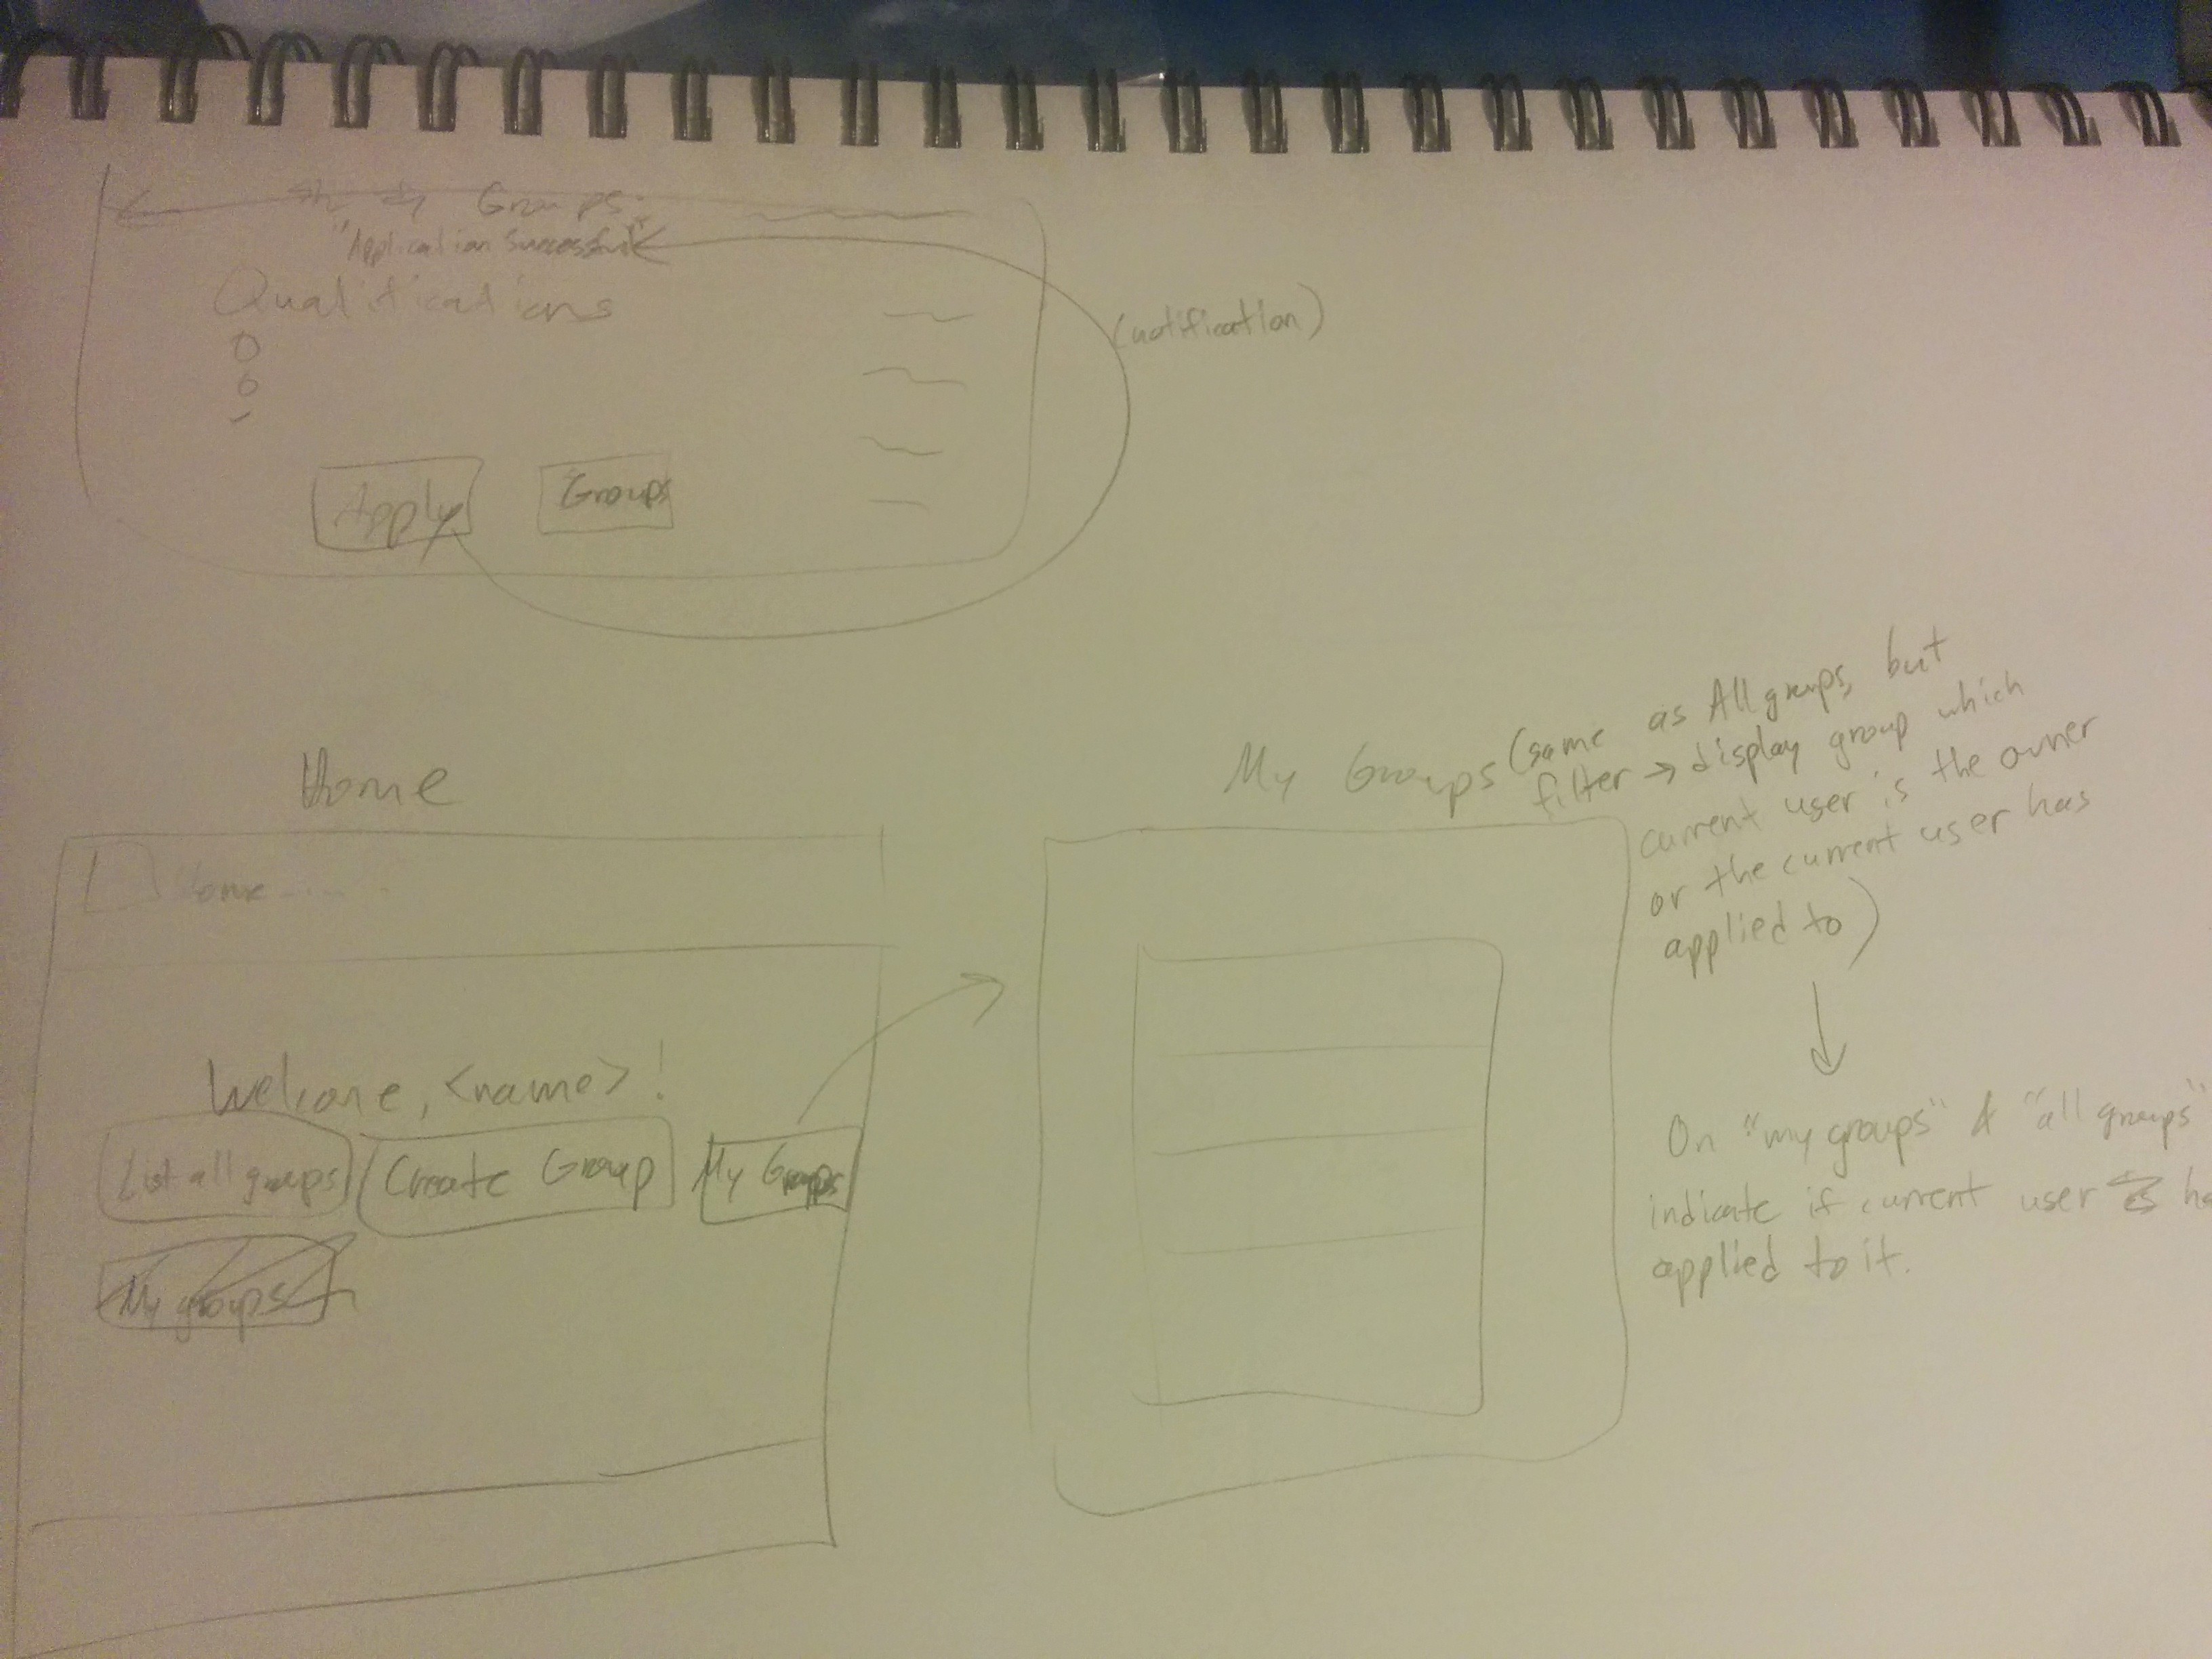 Groups
"Application Successful"
Qualifications
(notification)
Apply
Groups
Home
Home
Welcome, <name>!
List all groups
Create Group
My Groups
My groups
My Groups (same as All groups, but
filter → display group which
current user is the owner
or the current user has
applied to)
On "my groups" & "all groups"
indicate if current user
applied to it.